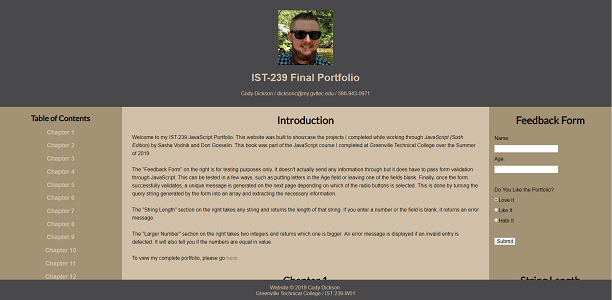 IST-239 Final Portfolio
Cody Dickson / dicksonc@my.gvltec.edu / 586-943-0971
Table of Contents
Chapter 1
Chapter 2
Chapter 3
Chapter 4
Chapter 5
Chapter 6
Chapter 7
Chapter 8
Chapter 9
Chapter 10
Chapter 11
Chapter 12
Introduction
Welcome to my IST-239 JavaScript Portfolio. This website was built to showcase the projects I completed while working through JavaScript (Sixth
Edition) by Sasha Vodnik and Don Gosselin. This book was part of the JavaScript course I completed at Greenville Technical College over the Summer
of 2019.
The "Feedback Form" on the right is for testing purposes only. It doesn't actually send any information through but it does have to pass form validation
through JavaScript. This can be tested in a few ways, such as putting letters in the Age field or leaving one of the fields blank. Finally, once the form
successfully validates, a unique message is generated on the next page depending on which of the radio buttons is selected. This is done by turning the
query string generated by the form into an array and extracting the necessary information.
The "String Length" section on the right takes any string and returns the length of that string. If you enter a number or the field is blank, it returns an error
message.
The "Larger Number" section on the right takes two integers and returns which one is bigger. An error message is displayed if an invalid entry is
detected. It will also tell you if the numbers are equal in value.
To view my complete portfolio, please go here.
Chapter 1
Feedback Form
Name:
Age:
Do You Like the Portfolio?
Love It
Like It
Hate It
Submit
String Length
Website © 2019 Cody Dickson
Greenville Technical College / IST 239-W01